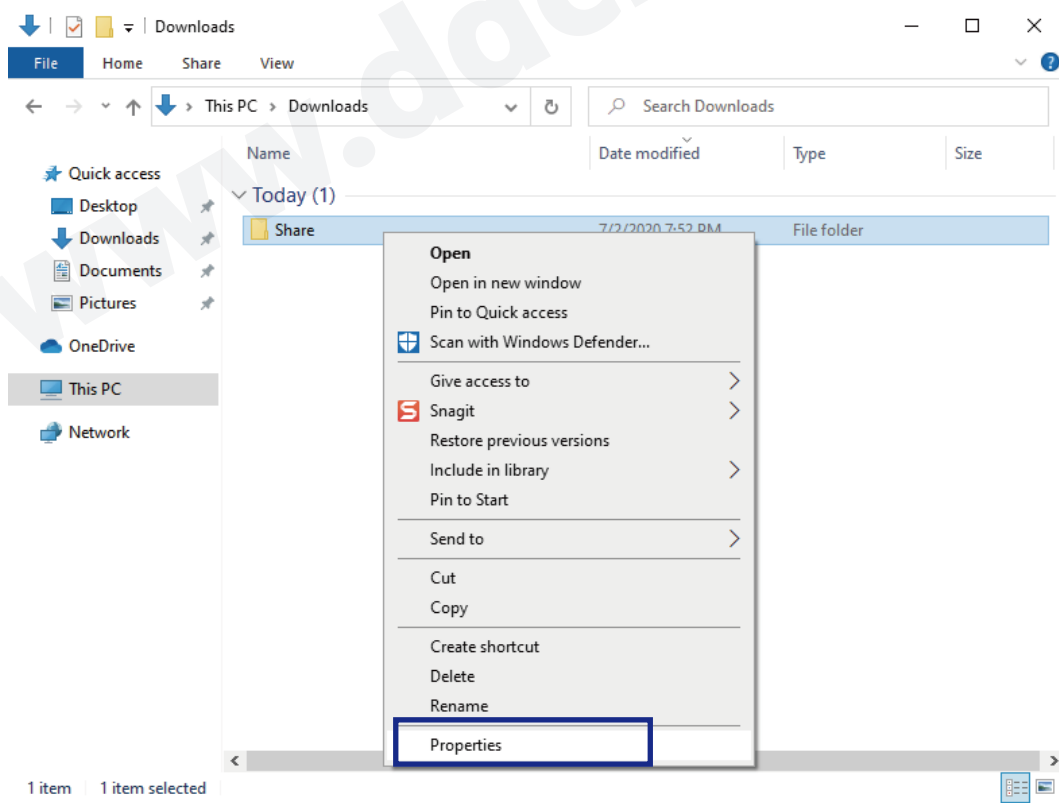 Downloads
File Home Share View
This PC > Downloads
Search Downloads
Name Date modified Type Size
Quick access
Desktop
Downloads
Documents
Pictures
OneDrive
This PC
Network
Today (1)
Share 7/2/2020 7:52 PM File folder
Open
Open in new window
Pin to Quick access
Scan with Windows Defender...
Give access to
Snagit
Restore previous versions
Include in library
Pin to Start
Send to
Cut
Copy
Create shortcut
Delete
Rename
Properties
1 item 1 item selected
www.dac